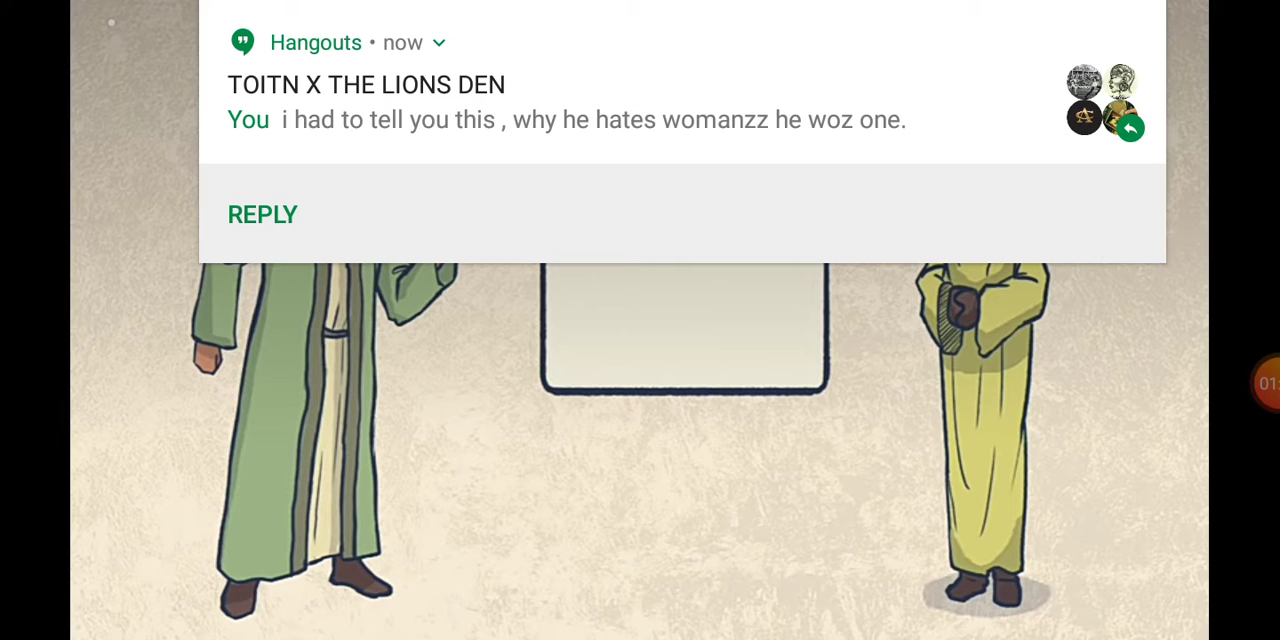 Hangouts • now
TOITN X THE LIONS DEN
You i had to tell you this , why he hates womanzz he woz one.
REPLY
01: